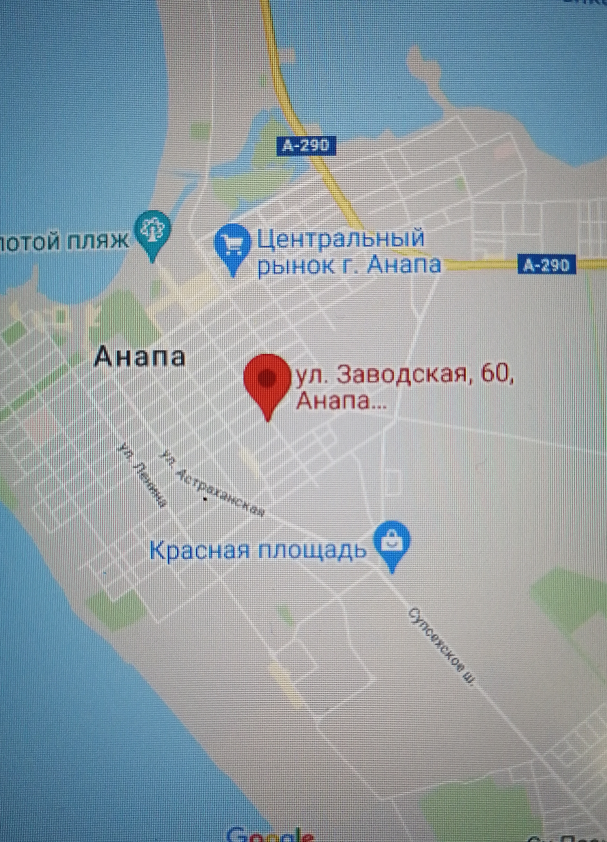 А-290
лотой пляж
Центральный
рынок г. Анапа
А-290
Анапа
ул. Заводская, 60,
Анапа...
ул. Ленина
ул. Астраханская
Красная площадь
Супсехское ш.
Google